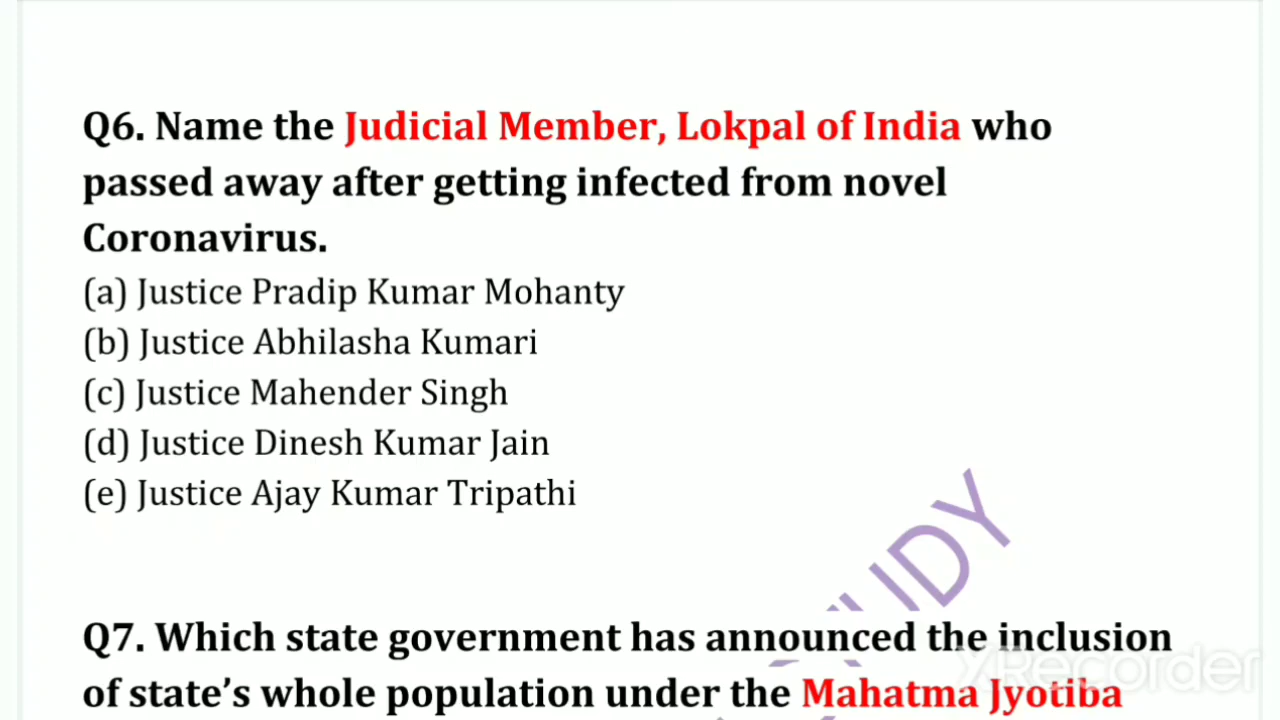 Q6. Name the Judicial Member, Lokpal of India who
passed away after getting infected from novel
Coronavirus.
(a) Justice Pradip Kumar Mohanty
(b) Justice Abhilasha Kumari
(c) Justice Mahender Singh
(d) Justice Dinesh Kumar Jain
(e) Justice Ajay Kumar Tripathi
Q7. Which state government has announced the inclusion
of state’s whole population under the Mahatma Jyotiba
XRecorder